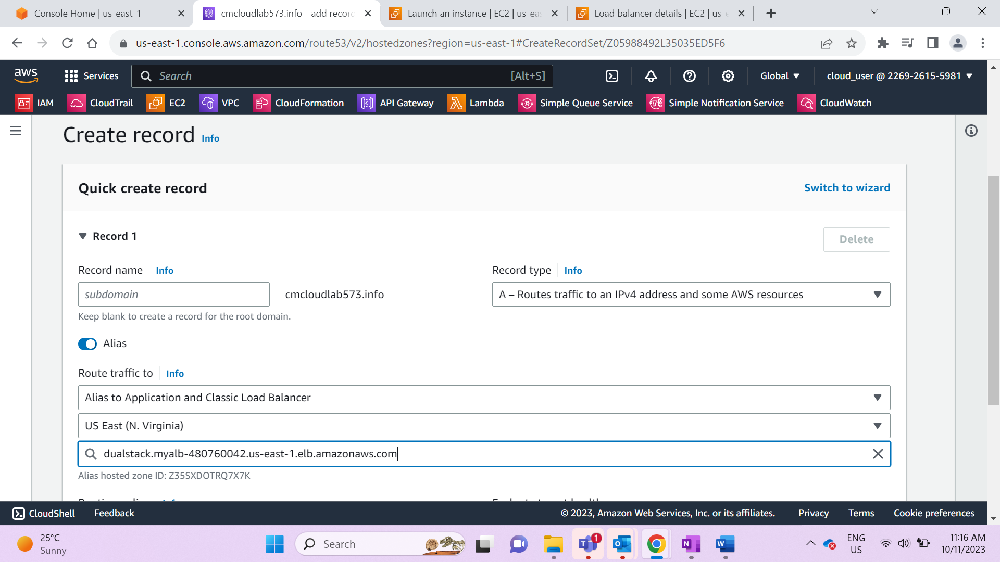 Console Home | us-east-1
cmcloudlab573.info - add recor
Launch an instance | EC2 | us-ea
Load balancer details | EC2 | us-e
us-east-1.console.aws.amazon.com/route53/v2/hostedzones?region=us-east-1#CreateRecordSet/Z05988492L35035ED5F6
aws
Services
Search
[Alt+S]
Global
cloud_user @ 2269-2615-5981
IAM
CloudTrail
EC2
VPC
CloudFormation
API Gateway
Lambda
Simple Queue Service
Simple Notification Service
CloudWatch
Create record Info
Quick create record
Switch to wizard
Record 1
Delete
Record name Info
Record type Info
subdomain
cmcloudlab573.info
A – Routes traffic to an IPv4 address and some AWS resources
Keep blank to create a record for the root domain.
Alias
Route traffic to Info
Alias to Application and Classic Load Balancer
US East (N. Virginia)
dualstack.myalb-480760042.us-east-1.elb.amazonaws.com
Alias hosted zone ID: Z35SXDOTRQ7X7K
Routing policy Info
Evaluate target health
CloudShell
Feedback
© 2023, Amazon Web Services, Inc. or its affiliates.
Privacy
Terms
Cookie preferences
25°C
Sunny
Search
1
ENG
US
11:16 AM
10/11/2023